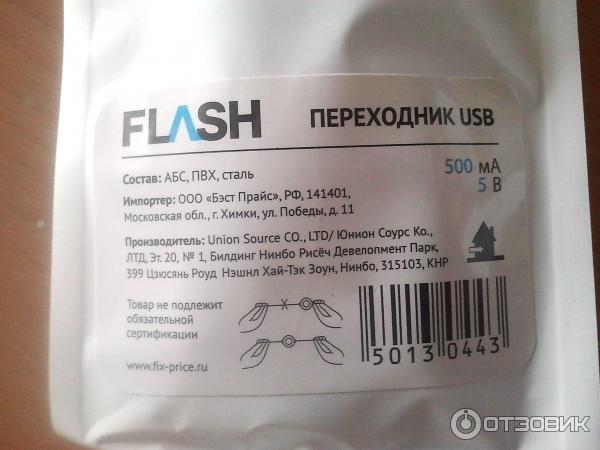 FLASH
ПЕРЕХОДНИК USB
Состав: АБС, ПВХ, сталь
500 мА
5 В
Импортер: ООО «Бэст Прайс», РФ, 141401,
Московская обл., г. Химки, ул. Победы, д. 11
Производитель: Union Source CO., LTD/ Юнион Соурс Ко.,
ЛТД, Эт. 20, № 1, Билдинг Нинбо Рисёч Девелопмент Парк,
399 Цзюсянь Роуд Нэшнл Хай-Тэк Зоун, Нинбо, 315103, КНР
Товар не подлежит
обязательной
сертификации
www.fix-price.ru
50130443
ОТЗОВИК